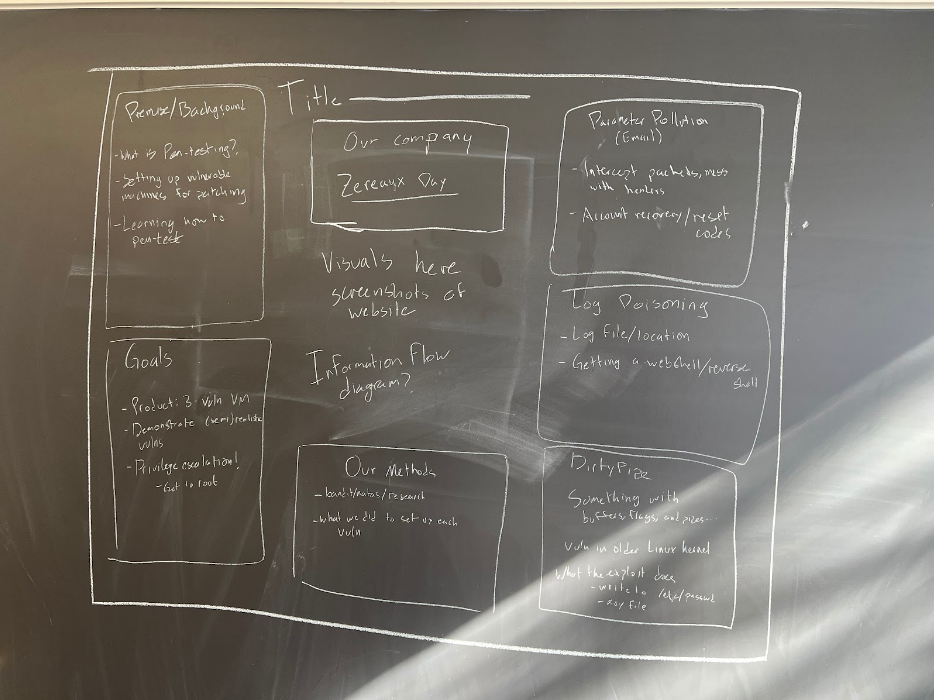 Premise/Background
- What is Pen-testing?
- Setting up vulnerable
machines for patching
- Learning how to
pen-test
Goals
- Product: 3 vuln VM
- Demonstrate (semi)realistic
vulns
- Privilege escalation!
- Get to root
Title
Our company
Zereaux Day
Visuals here
screenshots of
website
Information flow
diagram?
Our Methods
- bandit/natas/research
- What we did to set up each
vuln
Parameter Pollution
(Email)
- Intercept packets, mess
with headers
- Account recovery/reset
codes
Log Poisoning
- Log file/location
- Getting a webshell/reverse
shell
DirtyPipe
Something with
buffers, flags, and pipes...
vuln in older Linux kernel
What the exploit does
- write to /etc/passwd
- any file